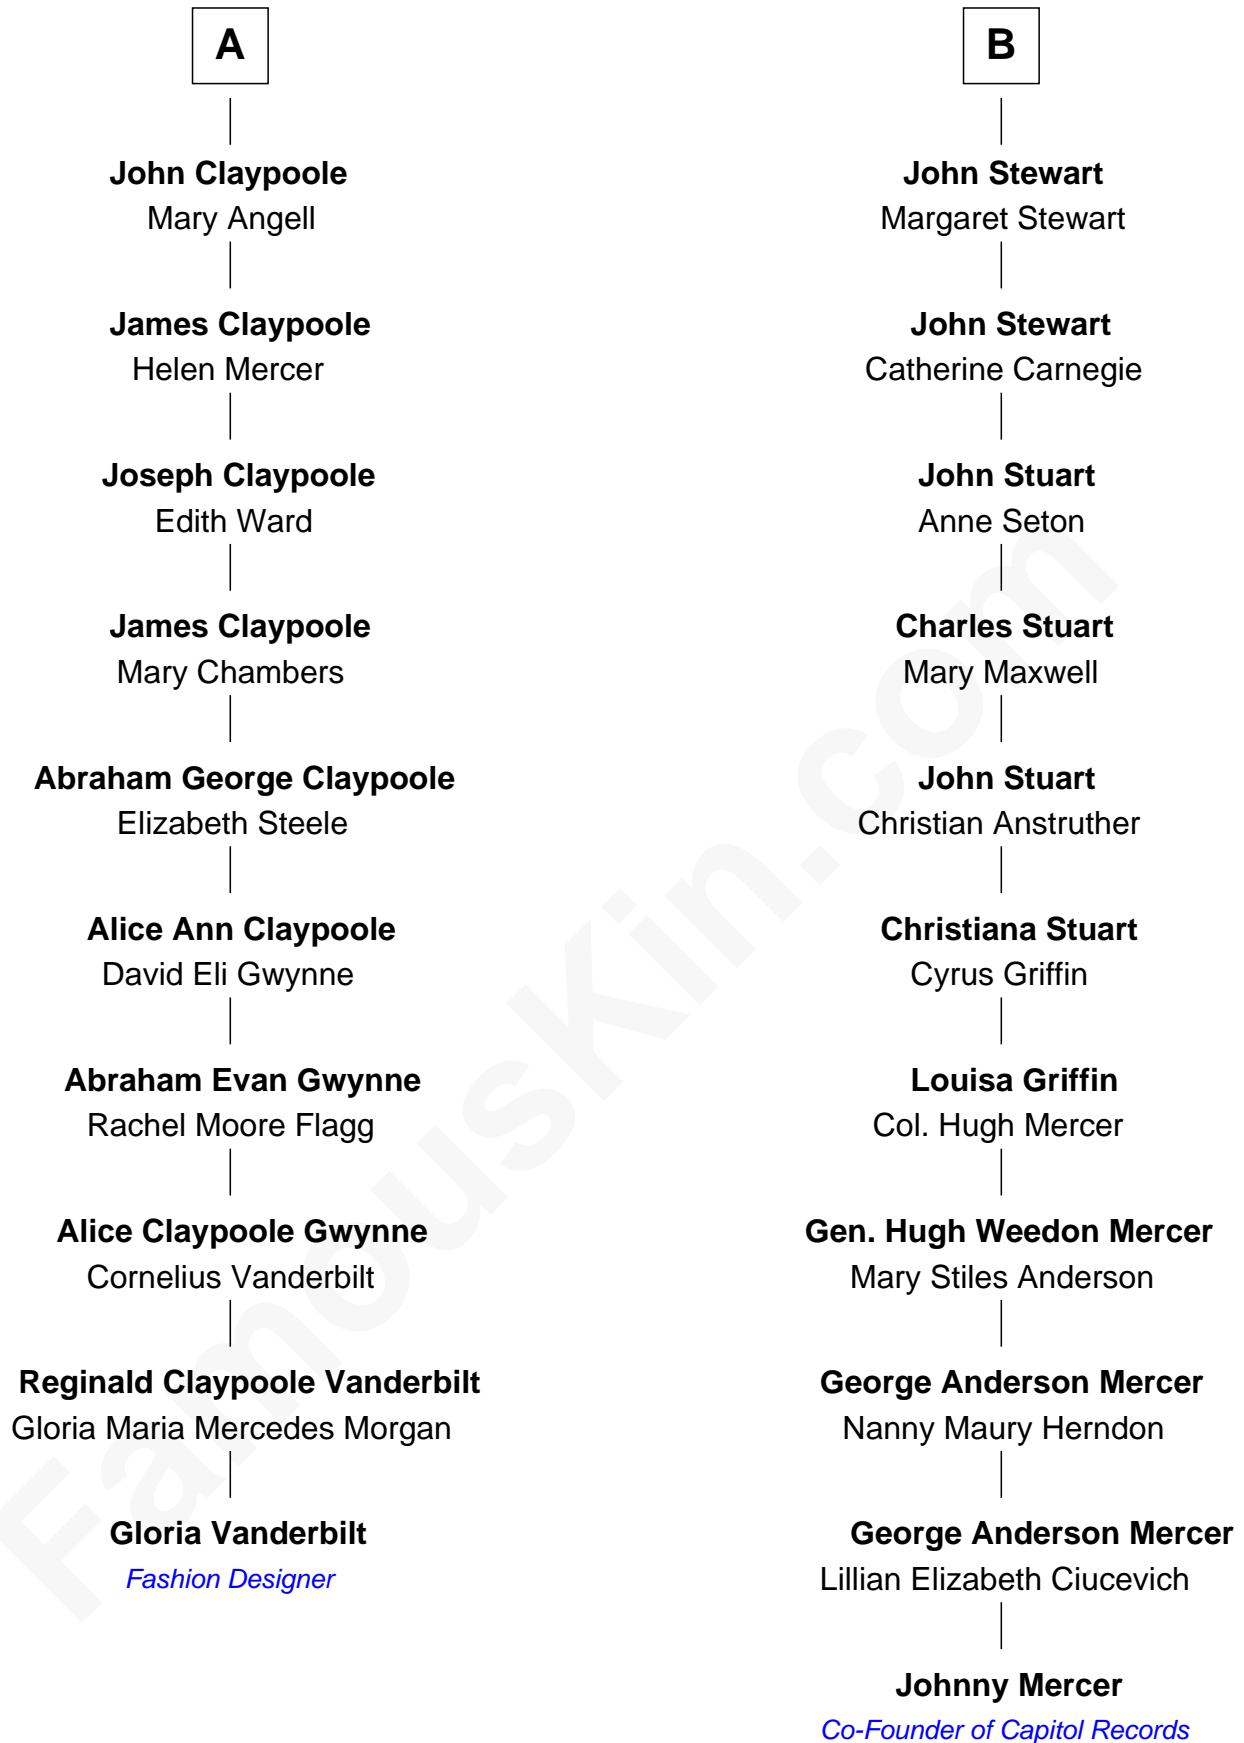 A
John Claypoole
Mary Angell
James Claypoole
Helen Mercer
Joseph Claypoole
Edith Ward
James Claypoole
Mary Chambers
Abraham George Claypoole
Elizabeth Steele
Alice Ann Claypoole
David Eli Gwynne
Abraham Evan Gwynne
Rachel Moore Flagg
Alice Claypoole Gwynne
Cornelius Vanderbilt
Reginald Claypoole Vanderbilt
Gloria Maria Mercedes Morgan
Gloria Vanderbilt
Fashion Designer
B
John Stewart
Margaret Stewart
John Stewart
Catherine Carnegie
John Stuart
Anne Seton
Charles Stuart
Mary Maxwell
John Stuart
Christian Anstruther
Christiana Stuart
Cyrus Griffin
Louisa Griffin
Col. Hugh Mercer
Gen. Hugh Weedon Mercer
Mary Stiles Anderson
George Anderson Mercer
Nanny Maury Herndon
George Anderson Mercer
Lillian Elizabeth Ciucevich
Johnny Mercer
Co-Founder of Capitol Records
FamousKin.com